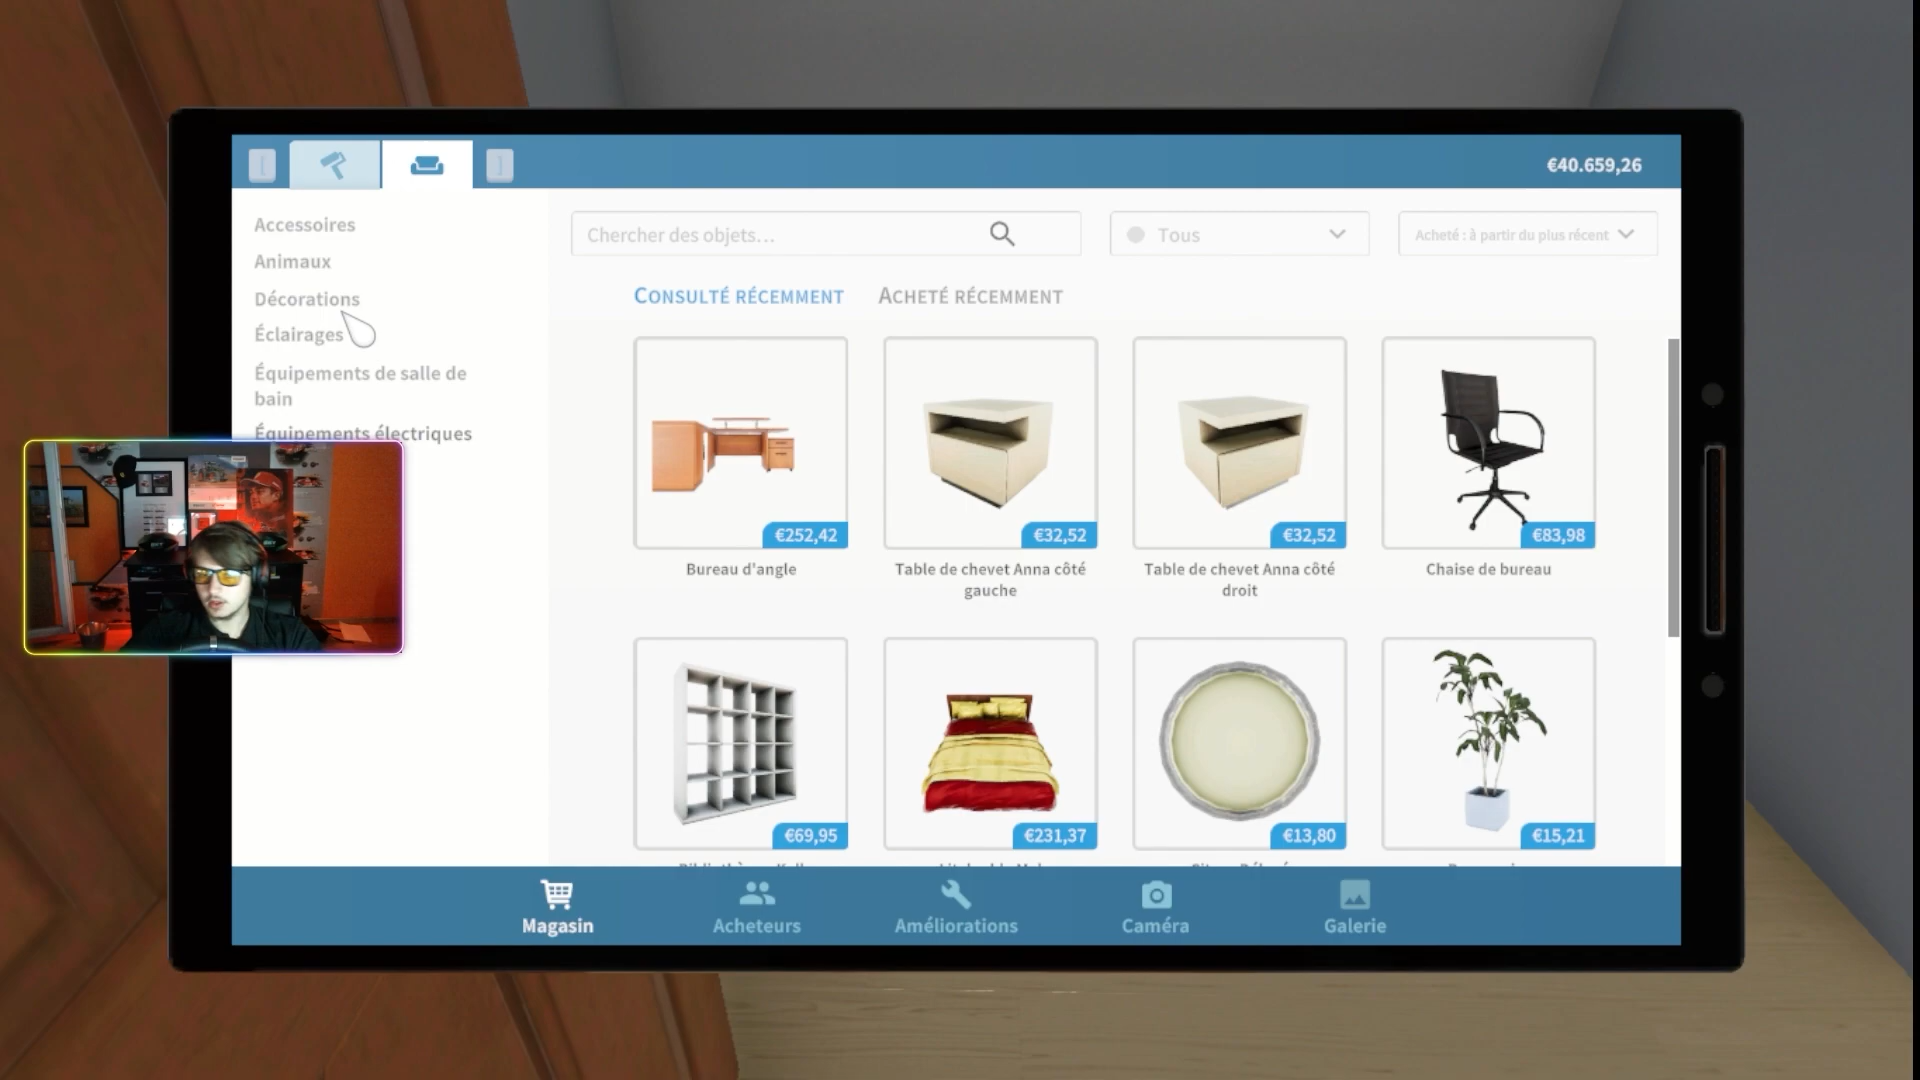 €40.659,26
Accessoires
Animaux
Décorations
Éclairages
Équipements de salle de
bain
Équipements électriques
Chercher des objets...
Tous
Acheté : à partir du plus récent
CONSULTÉ RÉCEMMENT
ACHETÉ RÉCEMMENT
€252,42
€32,52
€32,52
€83,98
Bureau d'angle
Table de chevet Anna côté
gauche
Table de chevet Anna côté
droit
Chaise de bureau
€69,95
€231,37
€13,80
€15,21
Magasin
Acheteurs
Améliorations
Caméra
Galerie